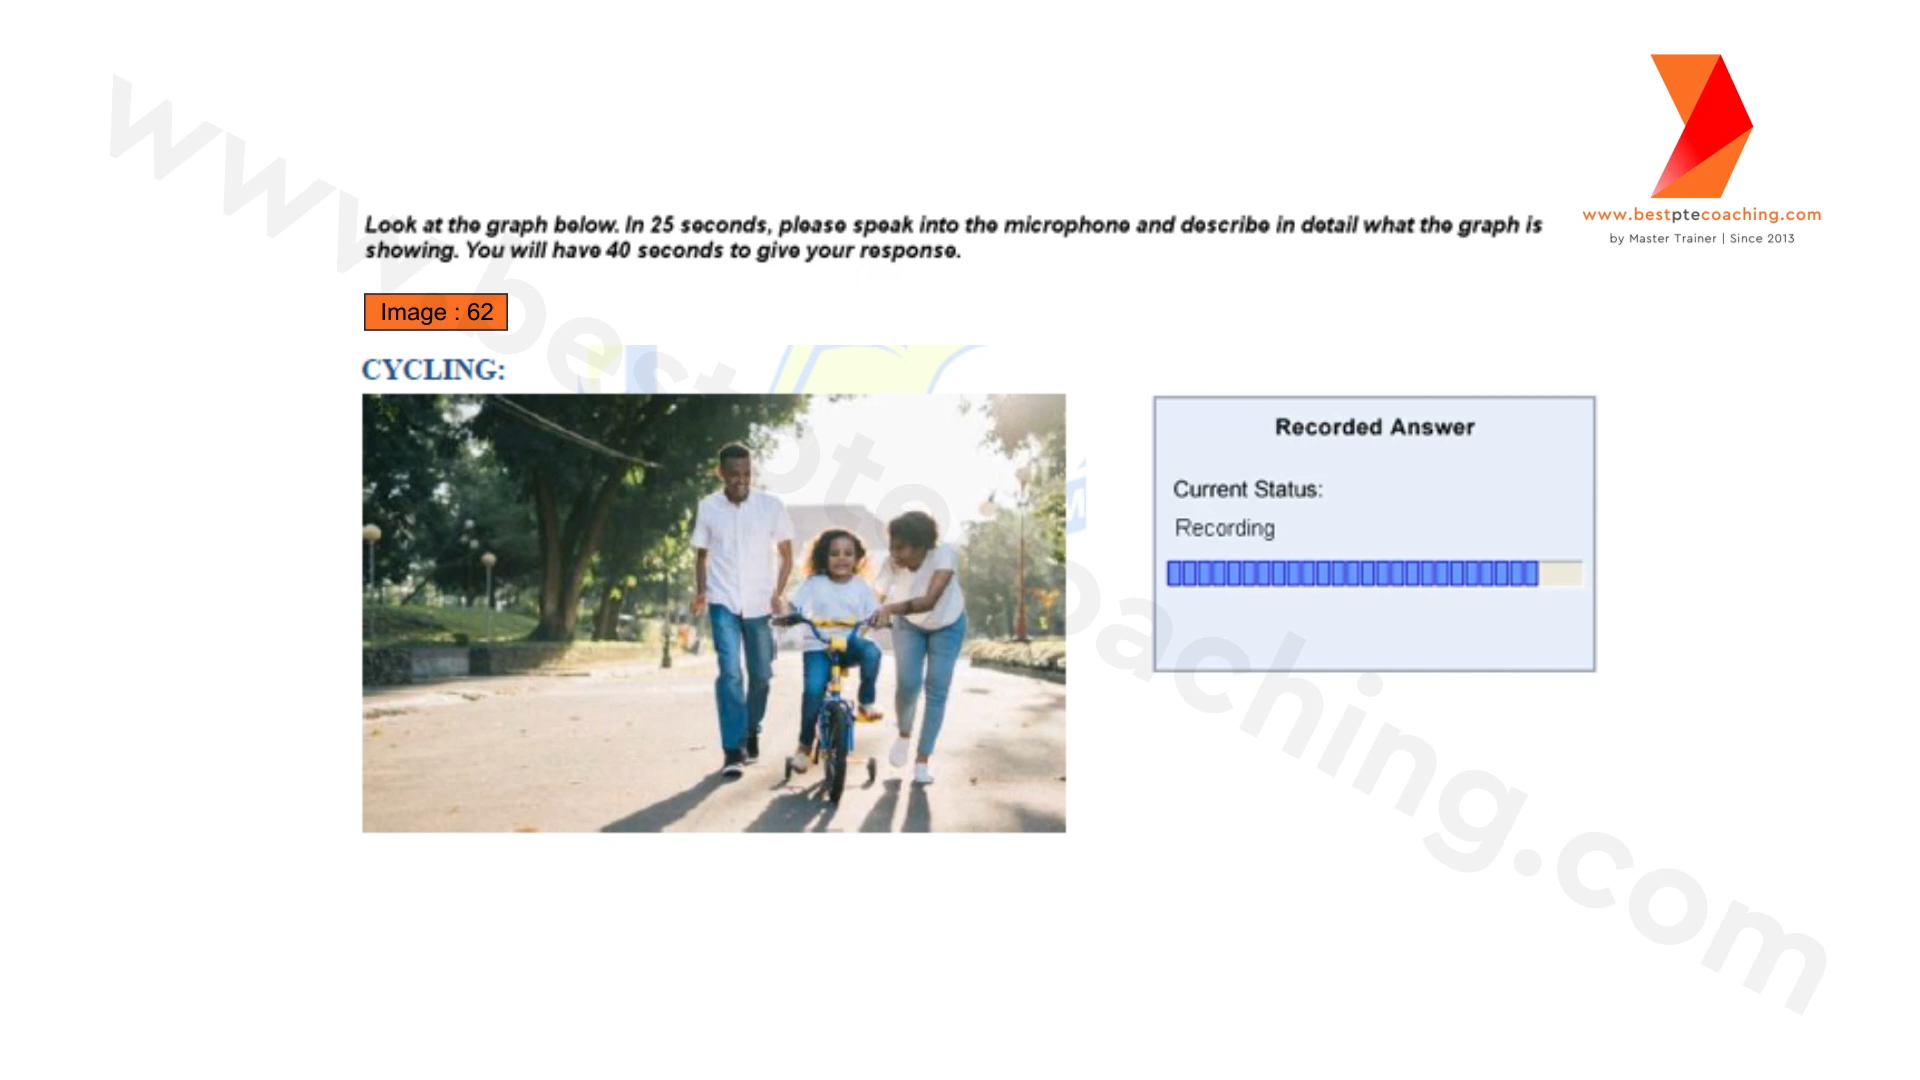 www.bestptecoaching.com
by Master Trainer | Since 2013
Look at the graph below. In 25 seconds, please speak into the microphone and describe in detail what the graph is
showing. You will have 40 seconds to give your response.
Image : 62
CYCLING:
Recorded Answer
Current Status:
Recording
www.bestptecoaching.com